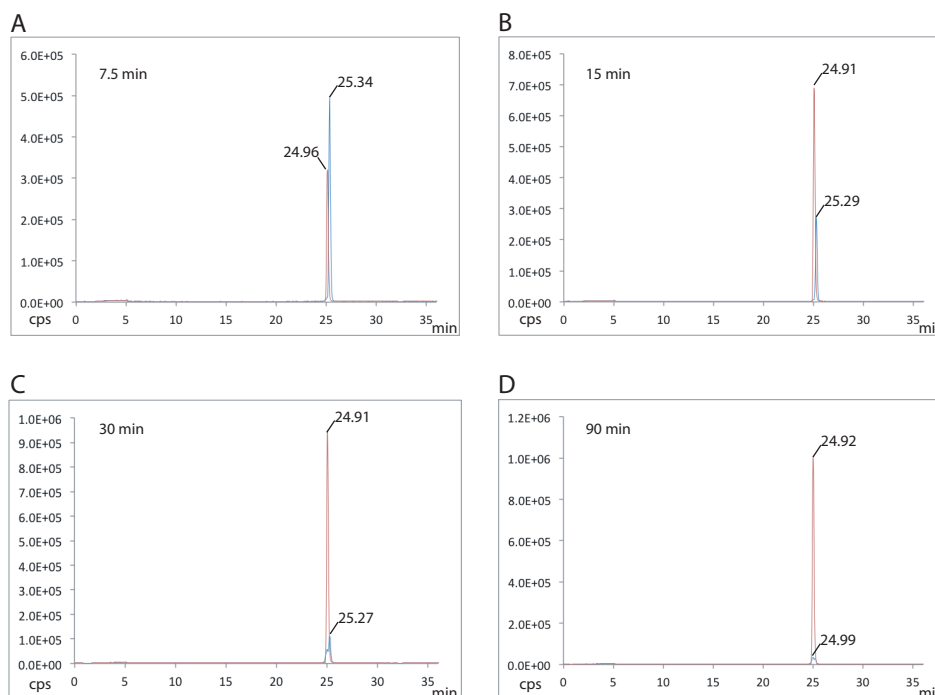 A
7.5 min
6.0E+05
5.0E+05
4.0E+05
3.0E+05
2.0E+05
1.0E+05
0.0E+00
25.34
24.96
cps
0 5 10 15 20 25 30 35
min
B
15 min
8.0E+05
7.0E+05
6.0E+05
5.0E+05
4.0E+05
3.0E+05
2.0E+05
1.0E+05
0.0E+00
24.91
25.29
cps
0 5 10 15 20 25 30 35
mi
C
30 min
1.0E+06
9.0E+05
8.0E+05
7.0E+05
6.0E+05
5.0E+05
4.0E+05
3.0E+05
2.0E+05
1.0E+05
0.0E+00
24.91
25.27
cps
0 5 10 15 20 25 30 35
min
D
90 min
1.2E+06
1.0E+06
8.0E+05
6.0E+05
4.0E+05
2.0E+05
0.0E+00
24.92
24.99
cps
0 5 10 15 20 25 30 35
mi